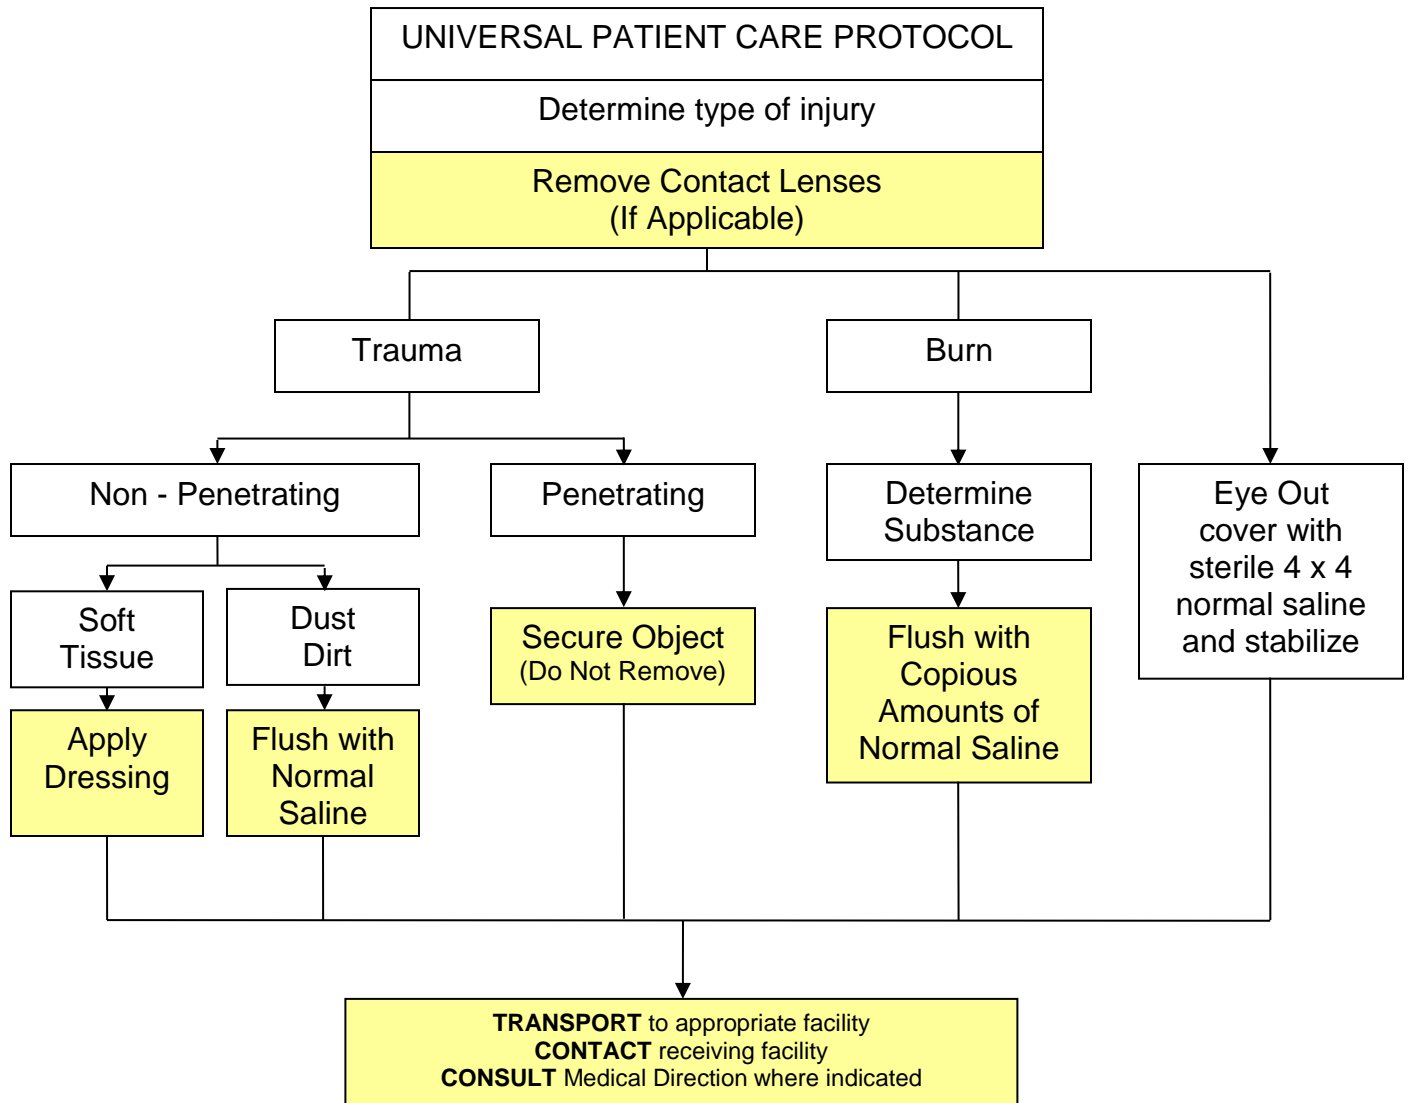 UNIVERSAL PATIENT CARE PROTOCOL
Determine type of injury
Remove Contact Lenses
(If Applicable)
Trauma
Burn
Non - Penetrating
Penetrating
Determine
Substance
Eye Out
cover with
sterile 4 x 4
normal saline
and stabilize
Soft
Tissue
Dust
Dirt
Secure Object
(Do Not Remove)
Flush with
Copious
Amounts of
Normal Saline
Apply
Dressing
Flush with
Normal
Saline
TRANSPORT to appropriate facility
CONTACT receiving facility
CONSULT Medical Direction where indicated